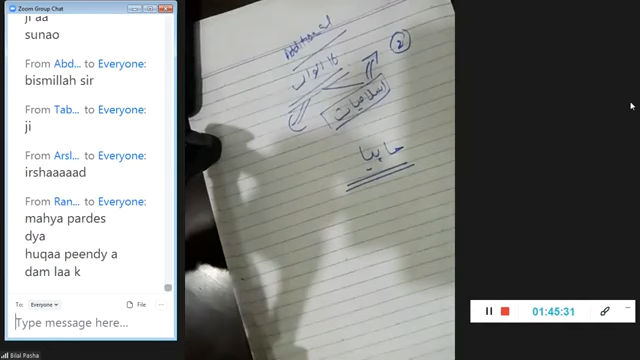 Zoom Group Chat
ji aa
sunao
From Abd... to Everyone:
bismillah sir
From Tab... to Everyone:
ji
From Arsl... to Everyone:
irshaaaaad
From Ran... to Everyone:
mahya pardes
dya
huqaa peendy a
dam laa k
To: Everyone
File
Type message here...
Bilal Pasha
Additional
2
اسلامیات
ماہیا
01:45:31